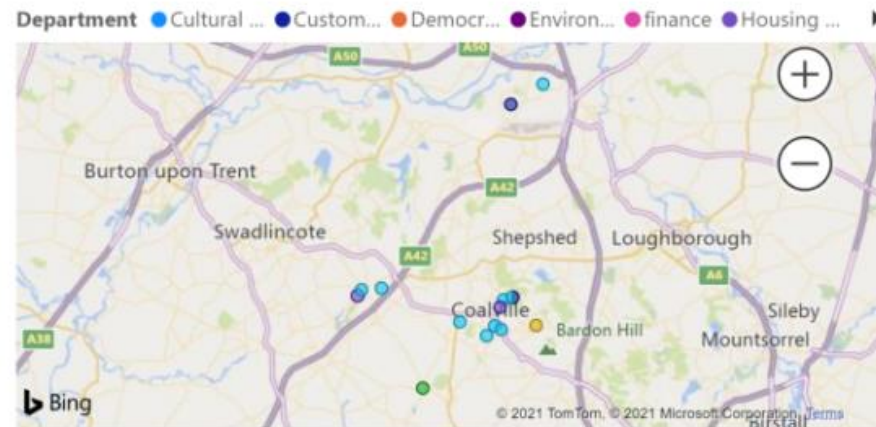 Department Cultural ... Custom... Democr... Environ... finance Housing ...
A50
A50
Burton upon Trent
A42
Swadlincote
Shepshed
Loughborough
A42
A6
Coalville
Sileby
A38
Bardon Hill
Mountsorrel
Bing
© 2021 TomTom, © 2021 Microsoft Corporation, Terms
Birstall